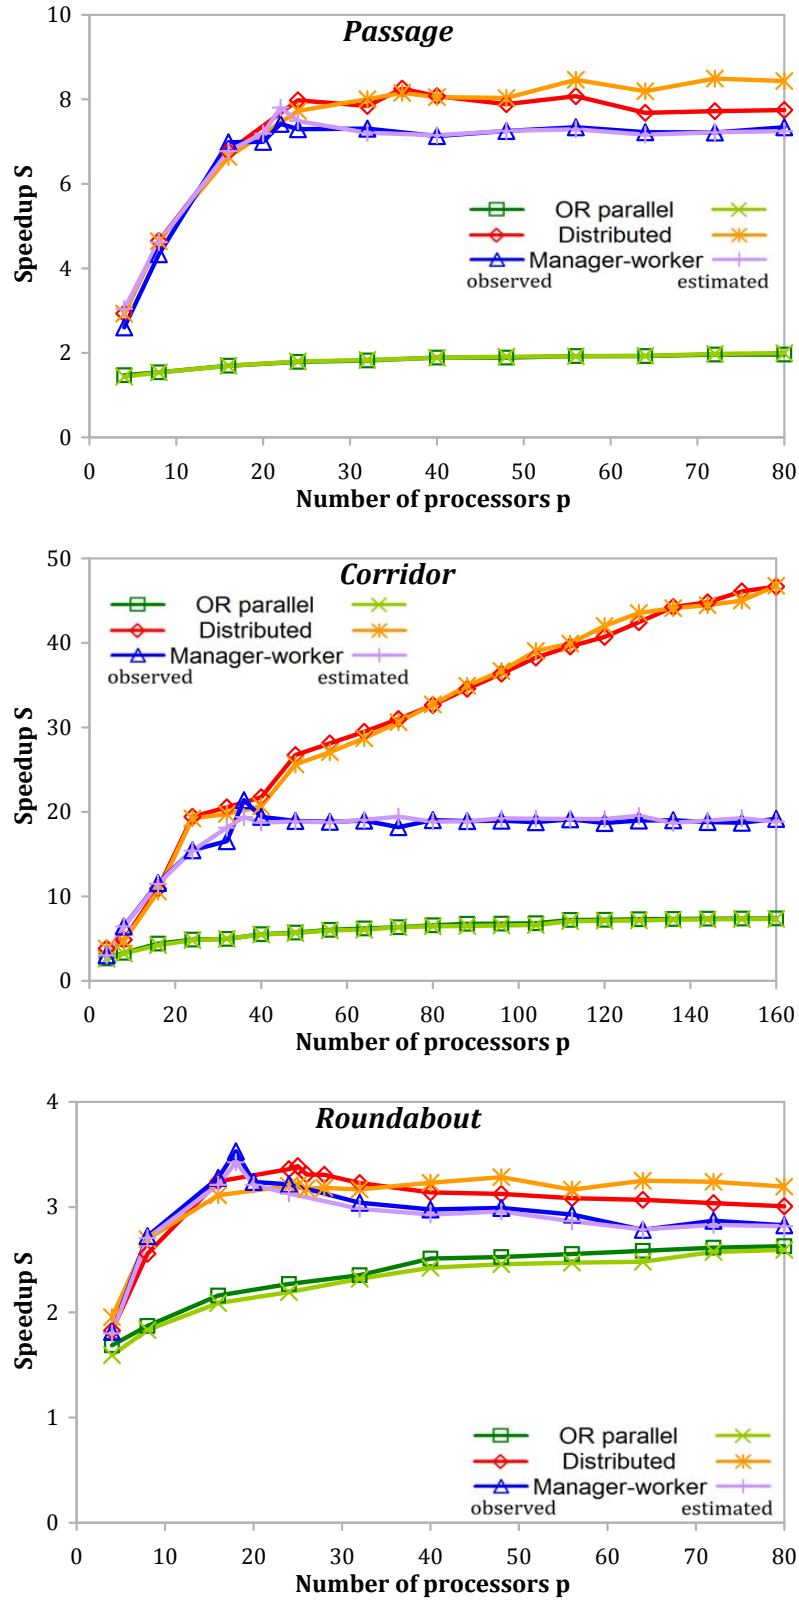 Passage
10
8
6
4
2
0
Speedup S
OR parallel
Distributed
Manager-worker
observed estimated
0 10 20 30 40 50 60 70 80
Number of processors p
Corridor
50
40
30
20
10
0
Speedup S
OR parallel
Distributed
Manager-worker
observed estimated
0 20 40 60 80 100 120 140 160
Number of processors p
Roundabout
4
3
2
1
0
Speedup S
OR parallel
Distributed
Manager-worker
observed estimated
0 10 20 30 40 50 60 70 80
Number of processors p